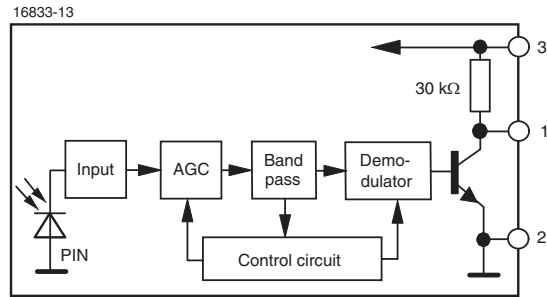 16833-13
3
30 kΩ
1
Input
AGC
Band
pass
Demo-
dulator
2
PIN
Control circuit